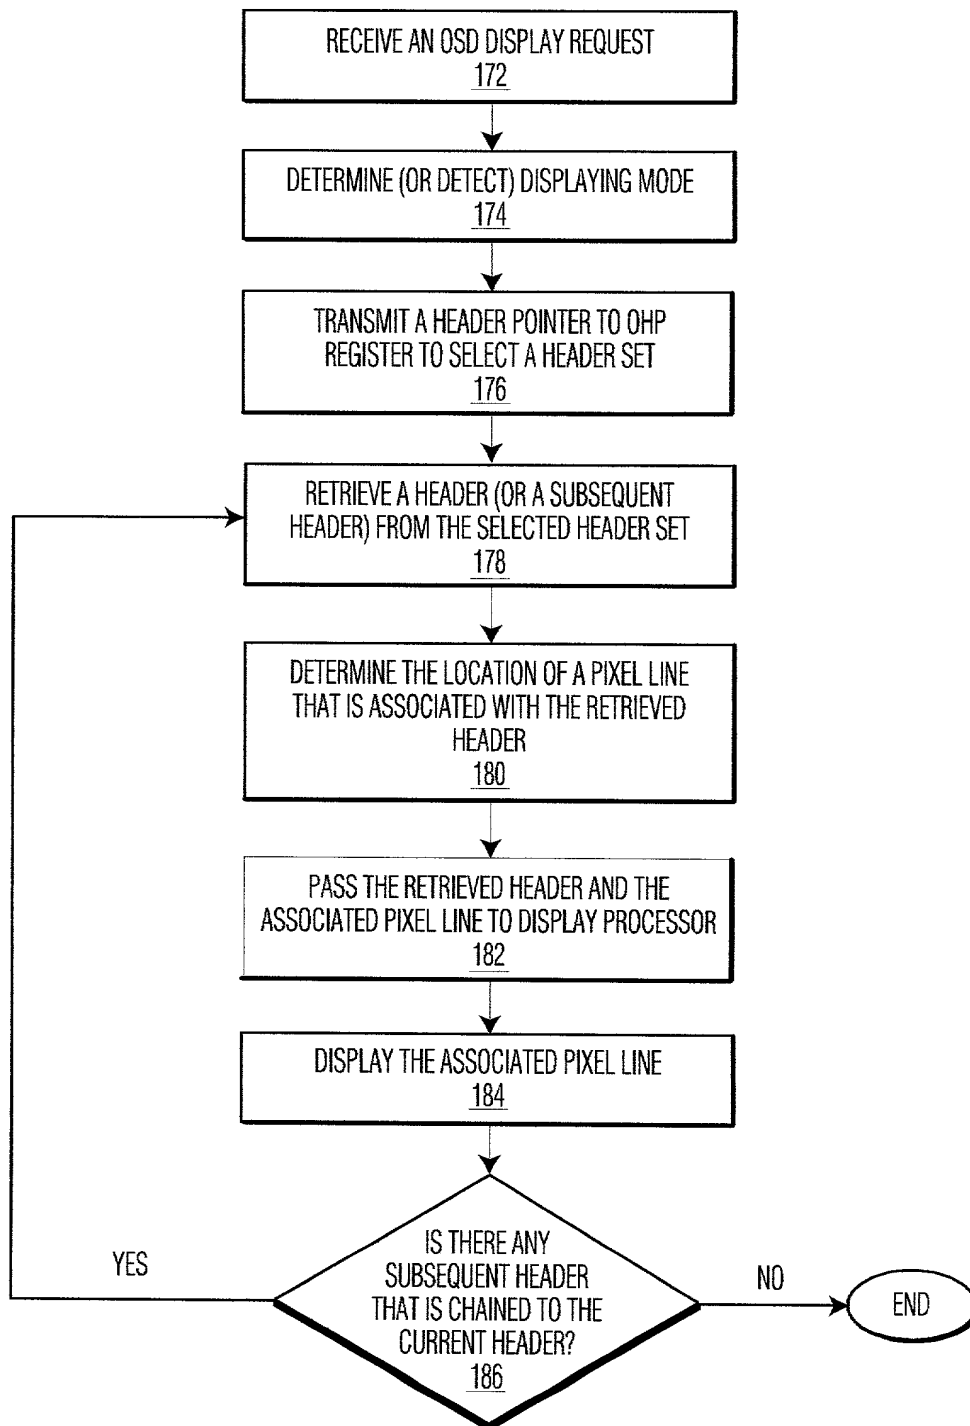 RECEIVE AN OSD DISPLAY REQUEST
172
DETERMINE (OR DETECT) DISPLAYING MODE
174
TRANSMIT A HEADER POINTER TO OHP
REGISTER TO SELECT A HEADER SET
176
RETRIEVE A HEADER (OR A SUBSEQUENT
HEADER) FROM THE SELECTED HEADER SET
178
DETERMINE THE LOCATION OF A PIXEL LINE
THAT IS ASSOCIATED WITH THE RETRIEVED
HEADER
180
PASS THE RETRIEVED HEADER AND THE
ASSOCIATED PIXEL LINE TO DISPLAY PROCESSOR
182
DISPLAY THE ASSOCIATED PIXEL LINE
184
IS THERE ANY
SUBSEQUENT HEADER
THAT IS CHAINED TO THE
CURRENT HEADER?
186
YES
NO
END